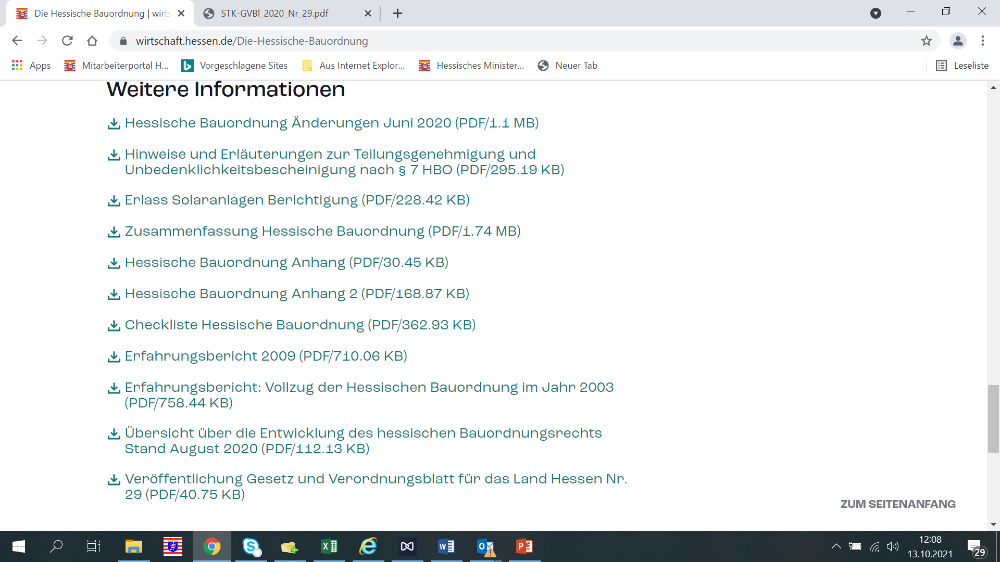 Die Hessische Bauordnung | wirts
STK-GVBl_2020_Nr_29.pdf
wirtschaft.hessen.de/Die-Hessische-Bauordnung
Apps
Mitarbeiterportal H...
Vorgeschlagene Sites
Aus Internet Explor...
Hessisches Minister...
Neuer Tab
Leseliste
Weitere Informationen
Hessische Bauordnung Änderungen Juni 2020 (PDF/1.1 MB)
Hinweise und Erläuterungen zur Teilungsgenehmigung und
Unbedenklichkeitsbescheinigung nach § 7 HBO (PDF/295.19 KB)
Erlass Solaranlagen Berichtigung (PDF/228.42 KB)
Zusammenfassung Hessische Bauordnung (PDF/1.74 MB)
Hessische Bauordnung Anhang (PDF/30.45 KB)
Hessische Bauordnung Anhang 2 (PDF/168.87 KB)
Checkliste Hessische Bauordnung (PDF/362.93 KB)
Erfahrungsbericht 2009 (PDF/710.06 KB)
Erfahrungsbericht: Vollzug der Hessischen Bauordnung im Jahr 2003
(PDF/758.44 KB)
Übersicht über die Entwicklung des hessischen Bauordnungsrechts
Stand August 2020 (PDF/112.13 KB)
Veröffentlichung Gesetz und Verordnungsblatt für das Land Hessen Nr.
29 (PDF/40.75 KB)
ZUM SEITENANFANG
12:08
13.10.2021
29